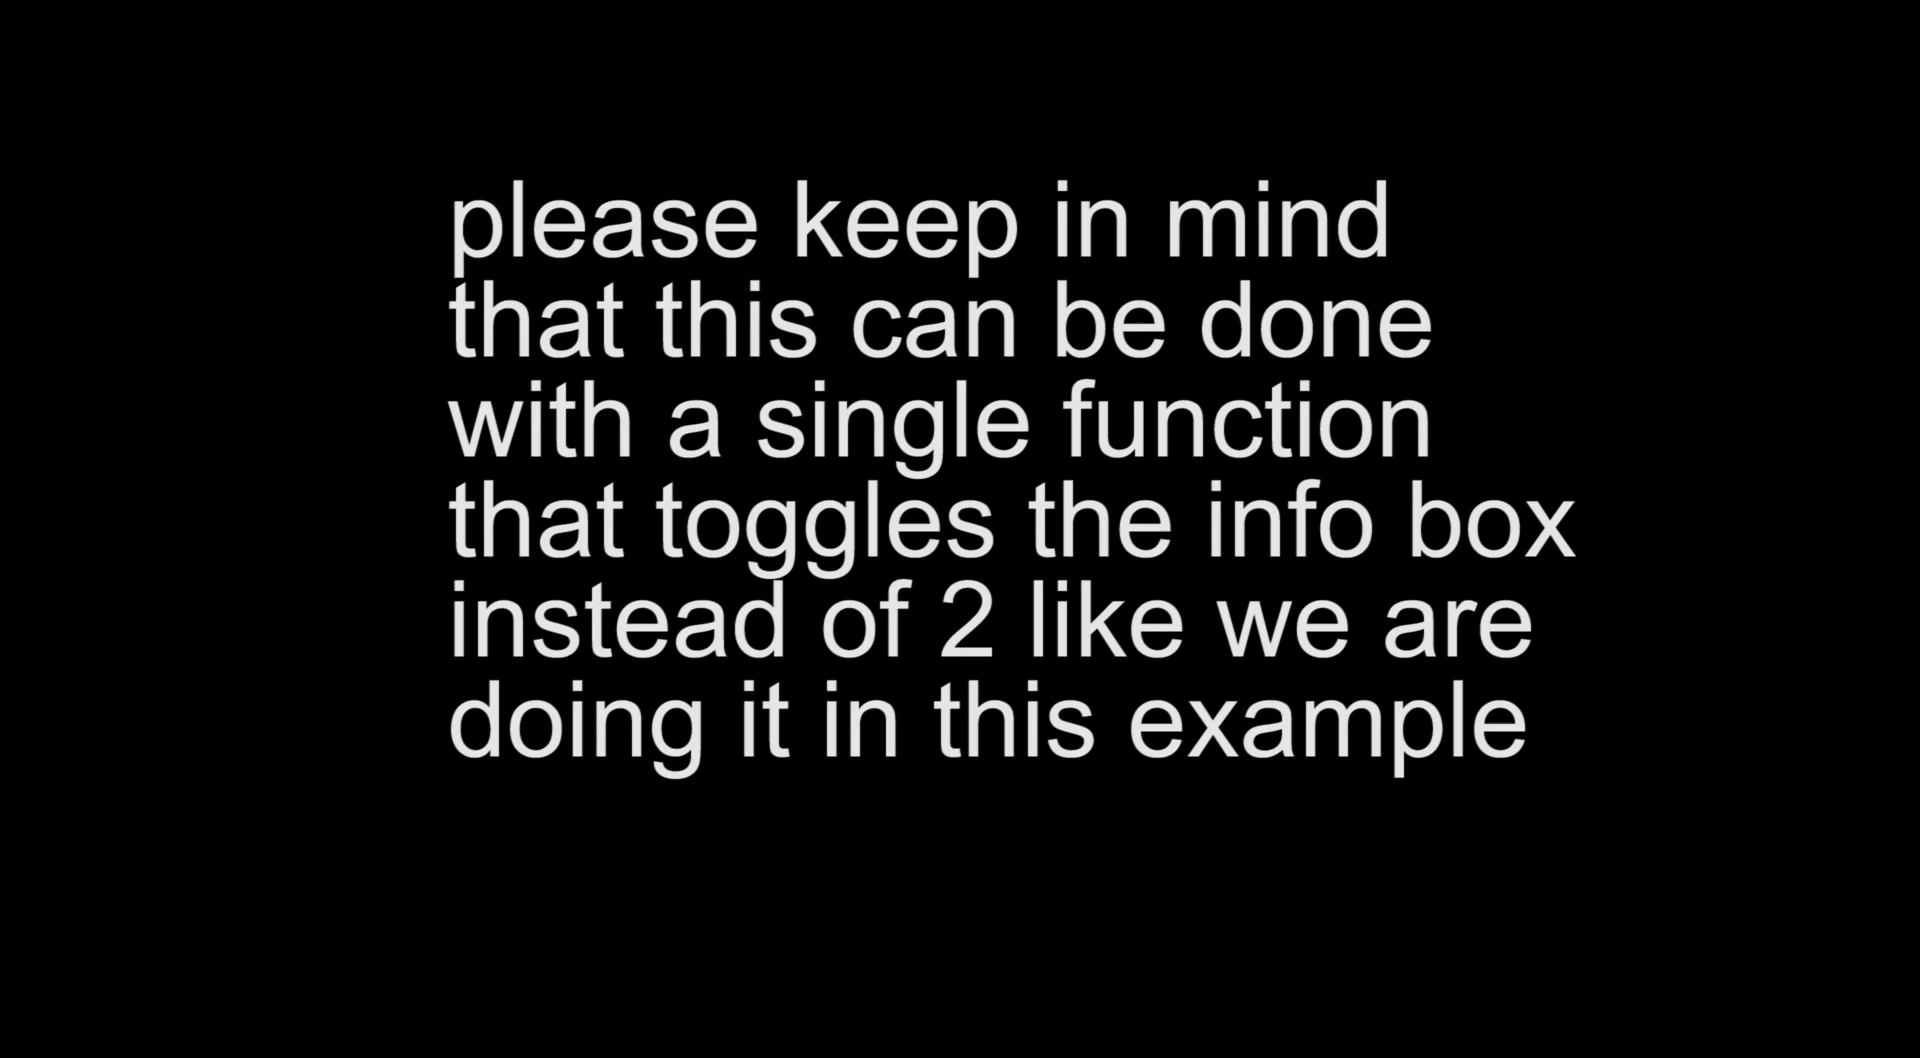 please keep in mind
that this can be done
with a single function
that toggles the info box
instead of 2 like we are
doing it in this example